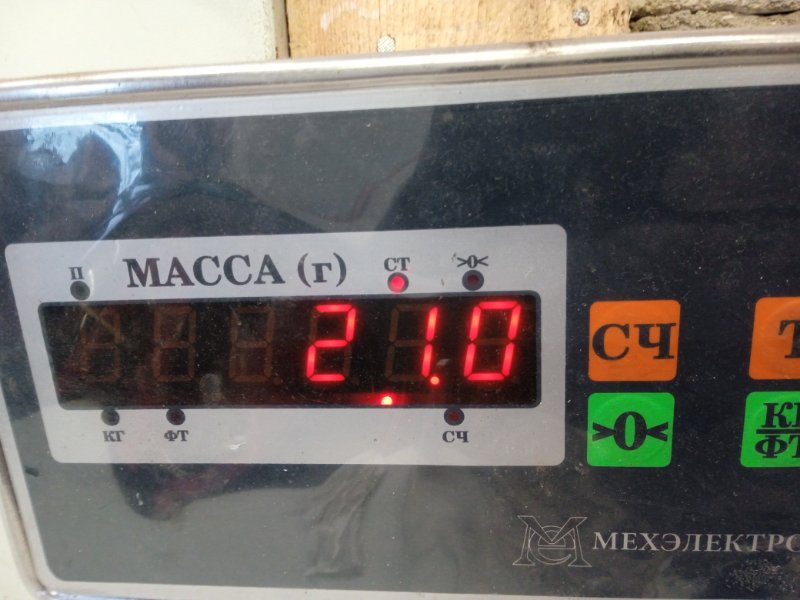 П МАССА (г) СТ >0<
21.0
КГ ФТ СЧ
СЧ
>0<
МЕХЭЛЕКТРО